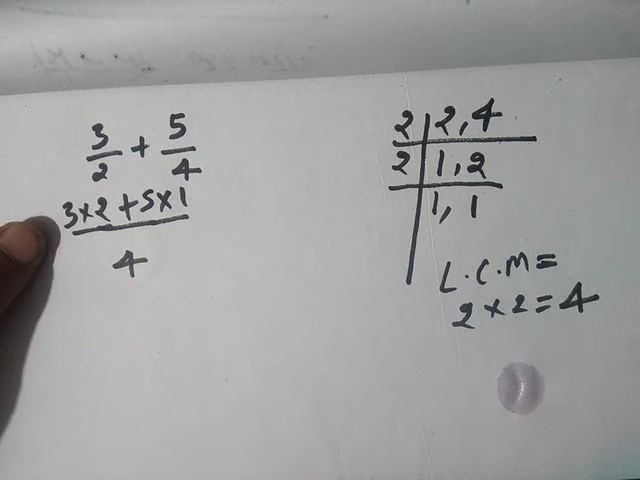 3/2 + 5/4
3×2+5×1
4
2 | 2, 4
2 | 1, 2
1, 1
L.C.M =
2×2=4